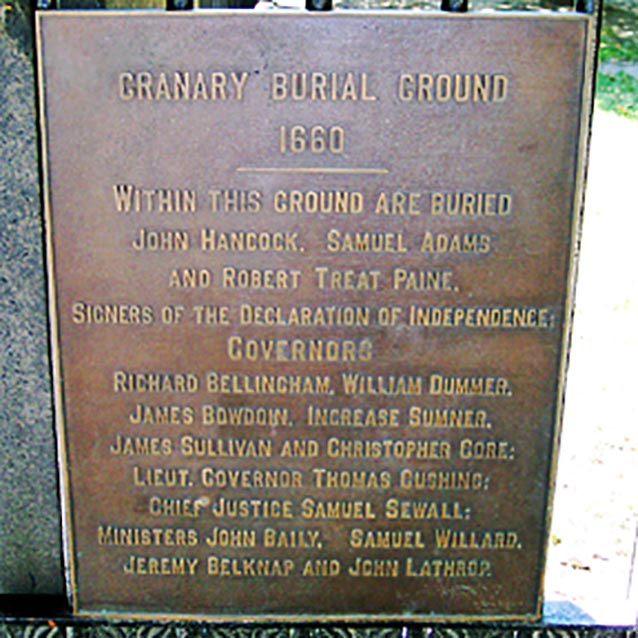 GRANARY BURIAL GROUND
1660
WITHIN THIS GROUND ARE BURIED
JOHN HANCOCK, SAMUEL ADAMS
AND ROBERT TREAT PAINE,
SIGNERS OF THE DECLARATION OF INDEPENDENCE;
GOVERNORS
RICHARD BELLINGHAM, WILLIAM DUMMER,
JAMES BOWDOIN, INCREASE SUMNER,
JAMES SULLIVAN AND CHRISTOPHER GORE;
LIEUT. GOVERNOR THOMAS CUSHING;
CHIEF JUSTICE SAMUEL SEWALL;
MINISTERS JOHN BAILY, SAMUEL WILLARD,
JEREMY BELKNAP AND JOHN LATHROP.